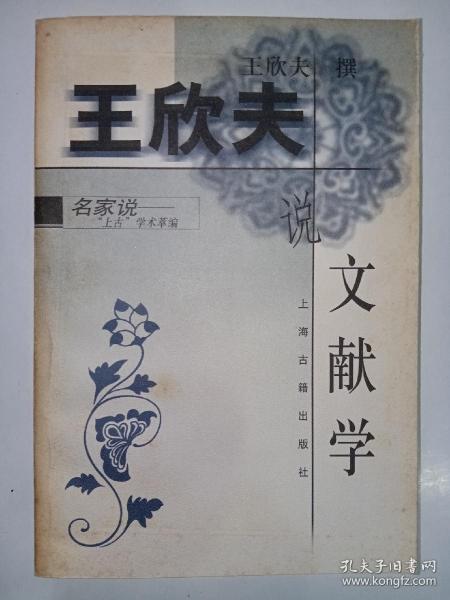 王欣夫 撰
王欣夫
说
文献学
名家说——
“上古”学术萃编
上海古籍出版社
孔夫子旧书网
www.kongfz.com